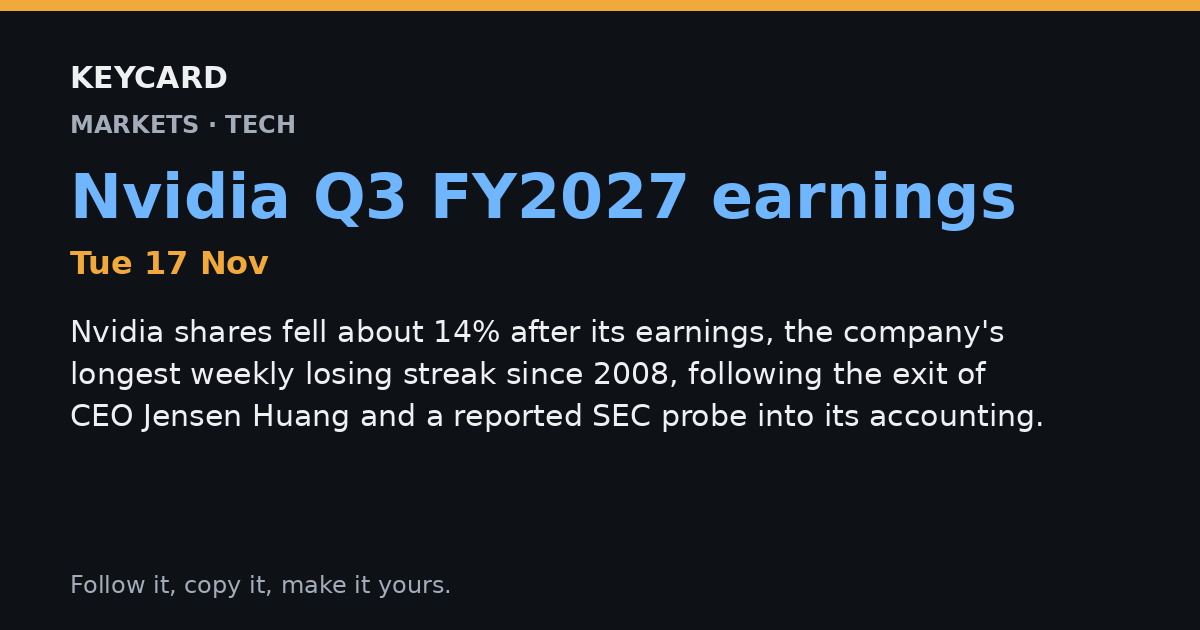 KEYCARD
MARKETS · TECH
Nvidia Q3 FY2027 earnings
Tue 17 Nov
Nvidia shares fell about 14% after its earnings, the company's
longest weekly losing streak since 2008, following the exit of
CEO Jensen Huang and a reported SEC probe into its accounting.
Follow it, copy it, make it yours.